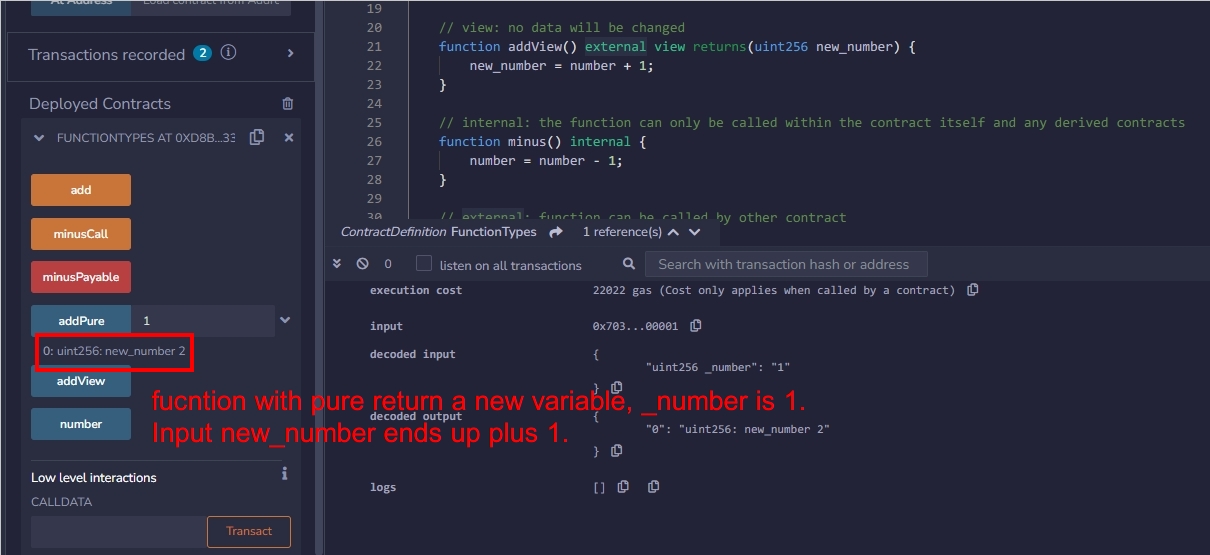 At Address
Load contract from Addre
Transactions recorded 2
Deployed Contracts
FUNCTIONTYPES AT 0XD8B...33
add
minusCall
minusPayable
addPure 1
0: uint256: new_number 2
addView
number
Low level interactions
CALLDATA
Transact
19
20 // view: no data will be changed
21 function addView() external view returns(uint256 new_number) {
22 new_number = number + 1;
23 }
24
25 // internal: the function can only be called within the contract itself and any derived contracts
26 function minus() internal {
27 number = number - 1;
28 }
29
30 // external: function can be called by other contract
ContractDefinition FunctionTypes 1 reference(s)
0 listen on all transactions Search with transaction hash or address
execution cost 22022 gas (Cost only applies when called by a contract)
input 0x703...00001
decoded input {
"uint256 _number": "1"
}
decoded output {
"0": "uint256: new_number 2"
}
logs []
fucntion with pure return a new variable, _number is 1.
Input new_number ends up plus 1.